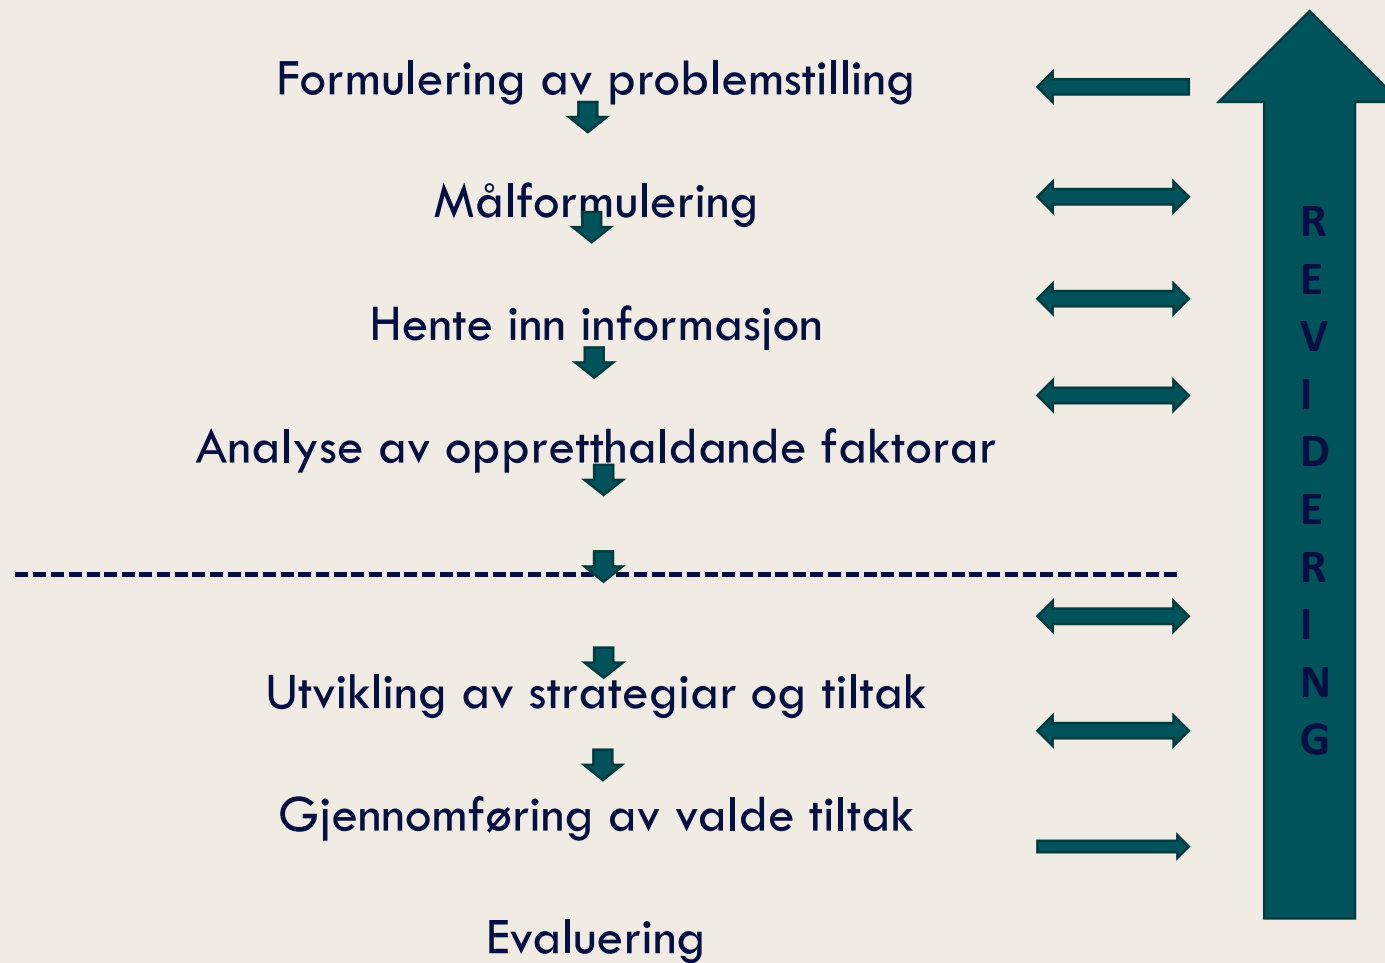 Formulering av problemstilling
Målformulering
Hente inn informasjon
Analyse av oppretthaldande faktorar
Utvikling av strategiar og tiltak
Gjennomføring av valde tiltak
Evaluering
REVIDERING